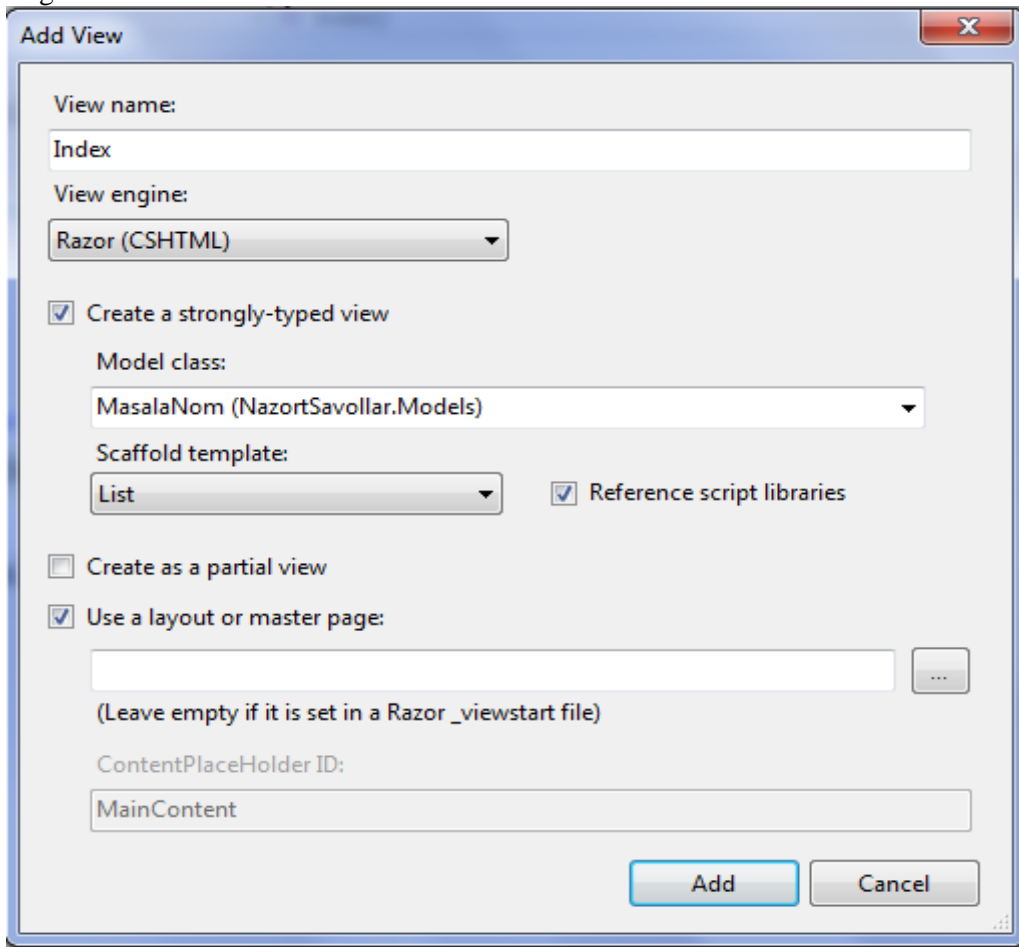 Add View
View name:
Index
View engine:
Razor (CSHTML)
Create a strongly-typed view
Model class:
MasalaNom (NazortSavollar.Models)
Scaffold template:
List
Reference script libraries
Create as a partial view
Use a layout or master page:
...
(Leave empty if it is set in a Razor _viewstart file)
ContentPlaceHolder ID:
MainContent
Add Cancel